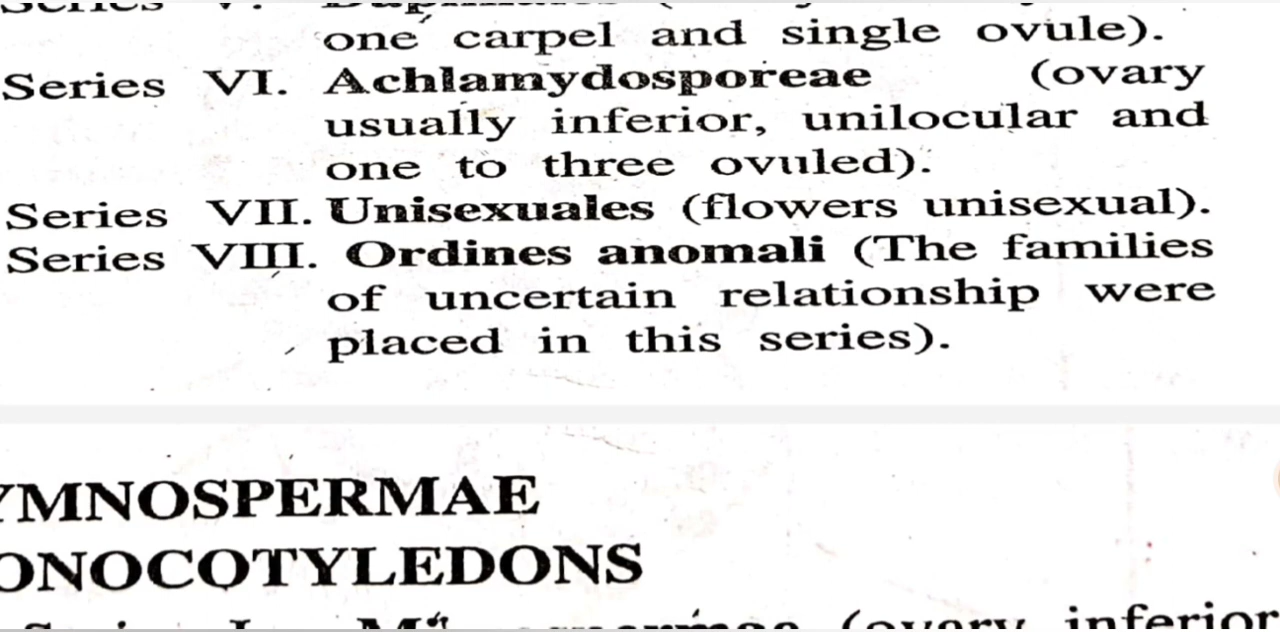 one carpel and single ovule).
Series VI. Achlamydosporeae (ovary
usually inferior, unilocular and
one to three ovuled).
Series VII. Unisexuales (flowers unisexual).
Series VIII. Ordines anomali (The families
of uncertain relationship were
placed in this series).
YMNOSPERMAE
ONOCOTYLEDONS
(ovary inferior